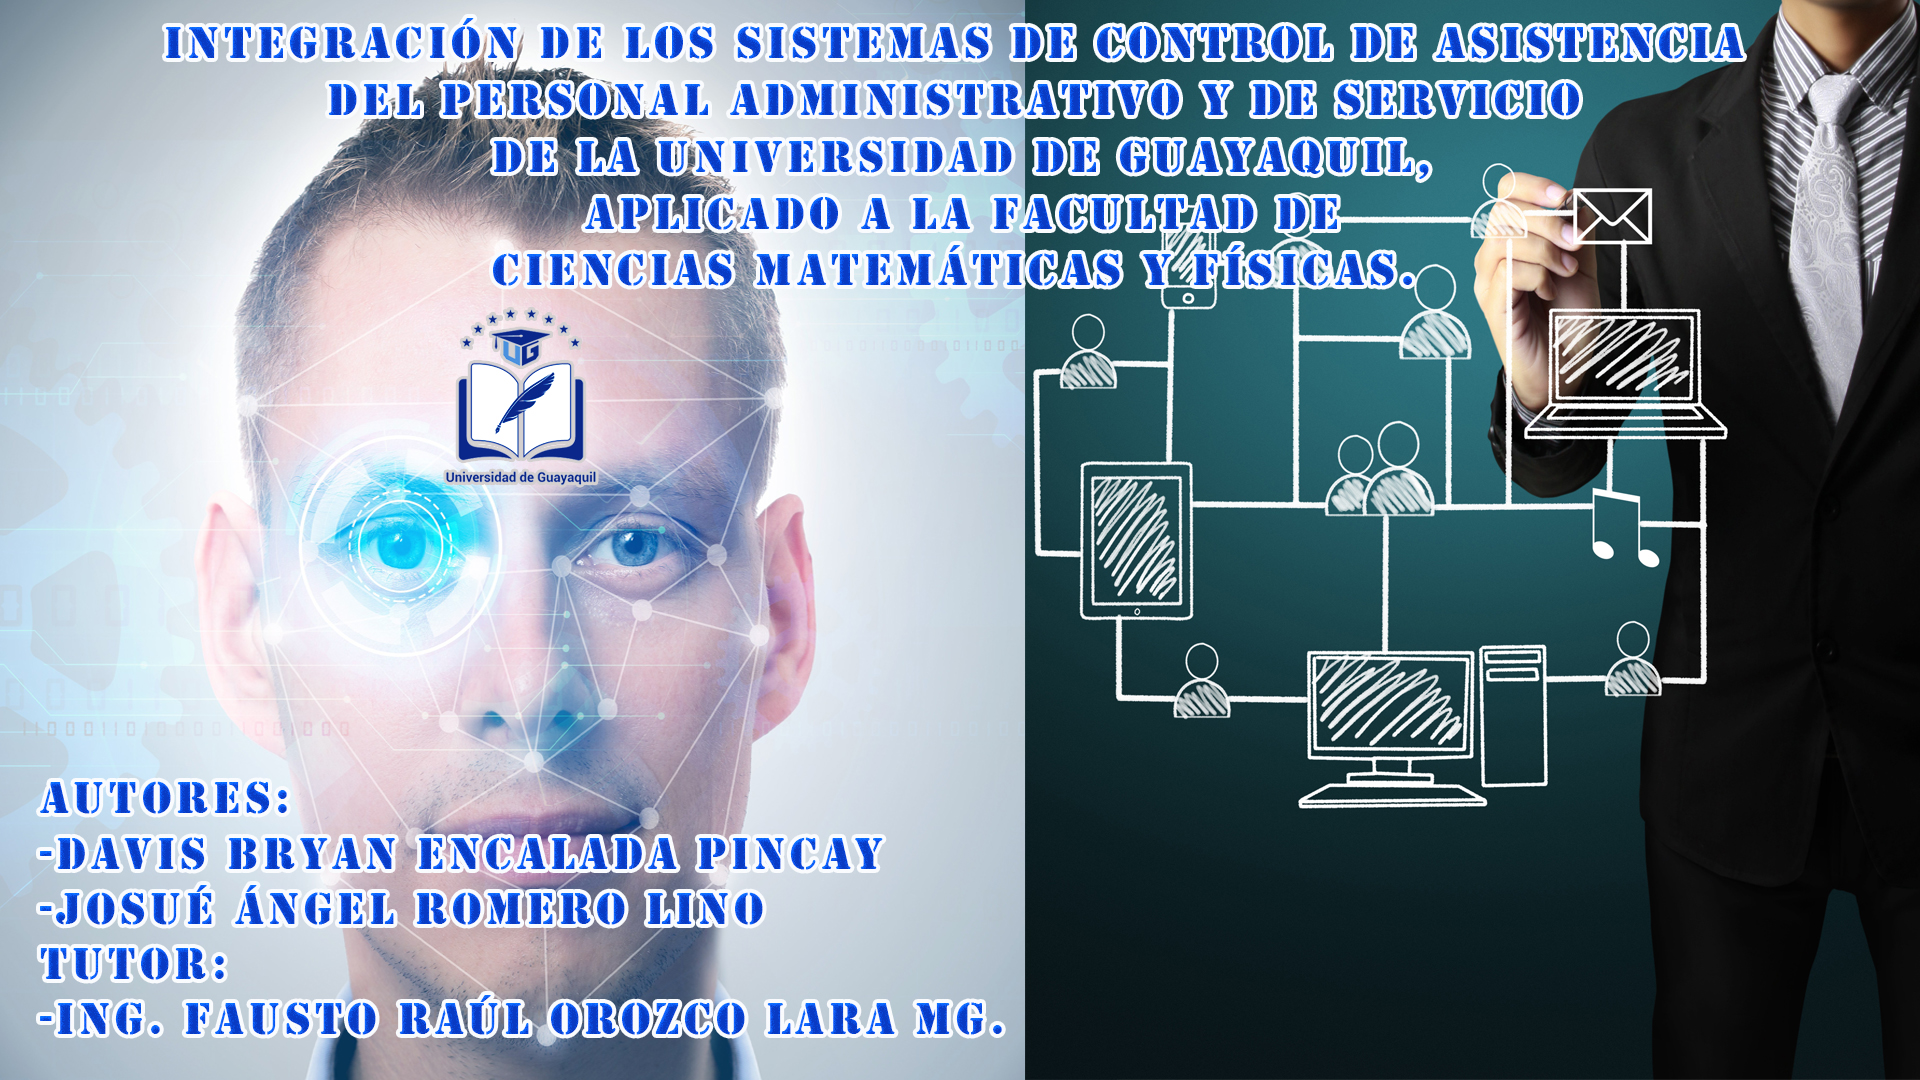 INTEGRACIÓN DE LOS SISTEMAS DE CONTROL DE ASISTENCIA
DEL PERSONAL ADMINISTRATIVO Y DE SERVICIO
DE LA UNIVERSIDAD DE GUAYAQUIL,
APLICADO A LA FACULTAD DE
CIENCIAS MATEMÁTICAS Y FÍSICAS.
UG
Universidad de Guayaquil
AUTORES:
-DAVIS BRYAN ENCALADA PINCAY
-JOSUÉ ÁNGEL ROMERO LINO
TUTOR:
-ING. FAUSTO RAÚL OROZCO LARA MG.